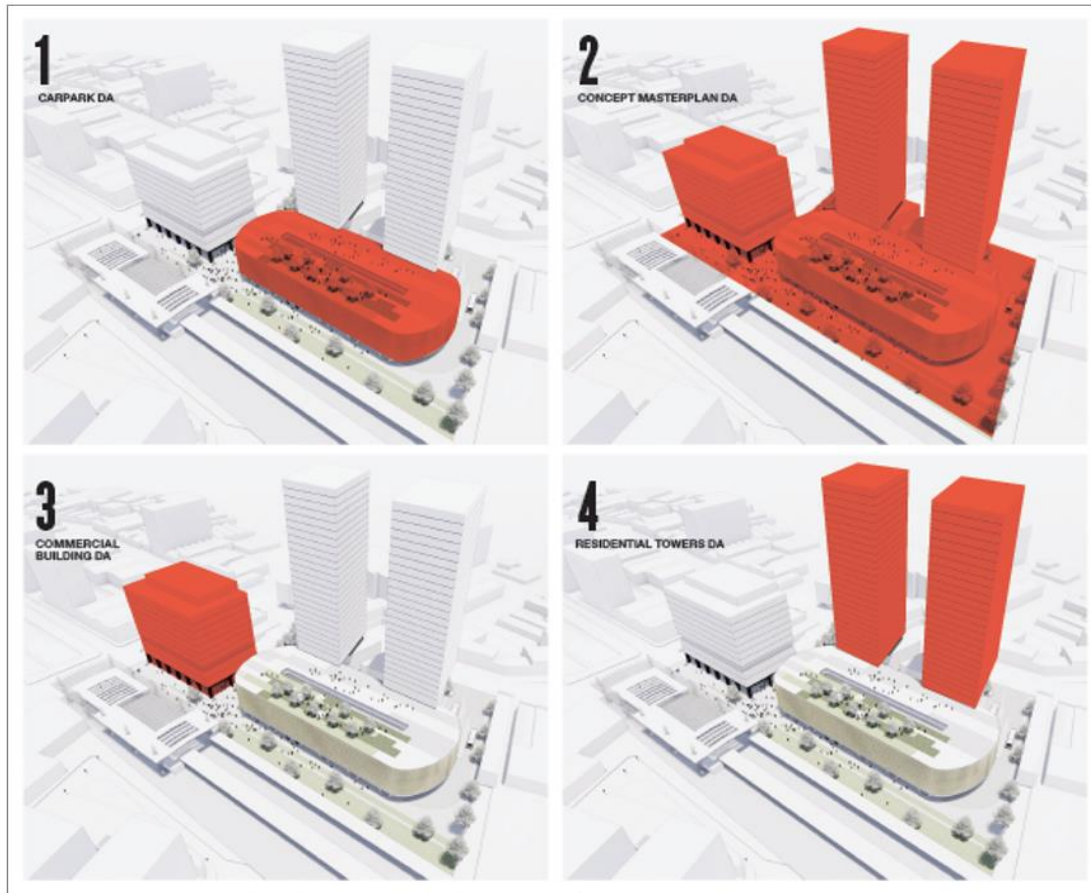 1
CARPARK DA
2
CONCEPT MASTERPLAN DA
3
COMMERCIAL
BUILDING DA
4
RESIDENTIAL TOWERS DA